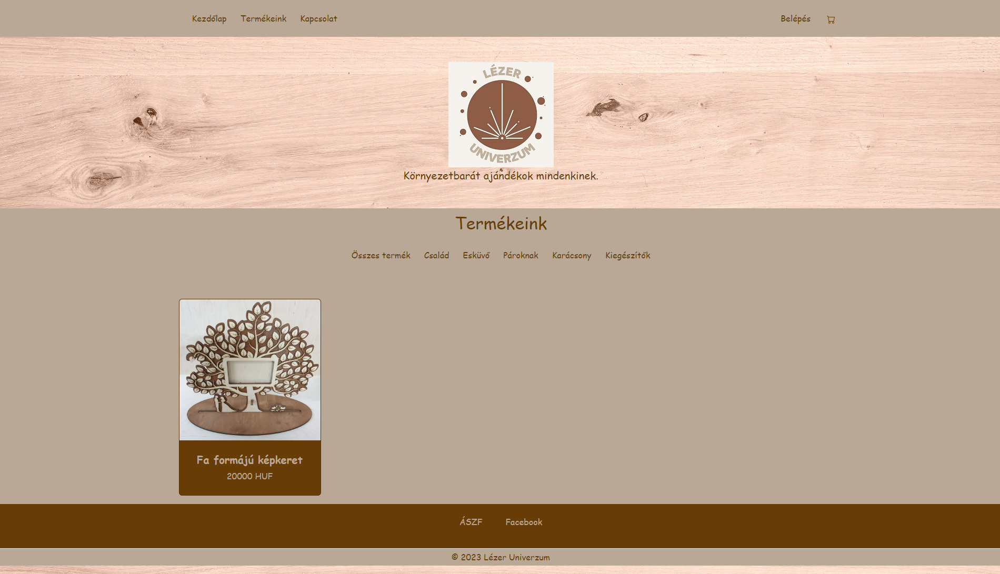 Kezdőlap Termékeink Kapcsolat Belépés
LÉZER
UNIVERZUM
Környezetbarát ajándékok mindenkinek.
Termékeink
Összes termék Család Esküvő Pároknak Karácsony Kiegészítők
Fa formájú képkeret
20000 HUF
ÁSZF Facebook
© 2023 Lézer Univerzum